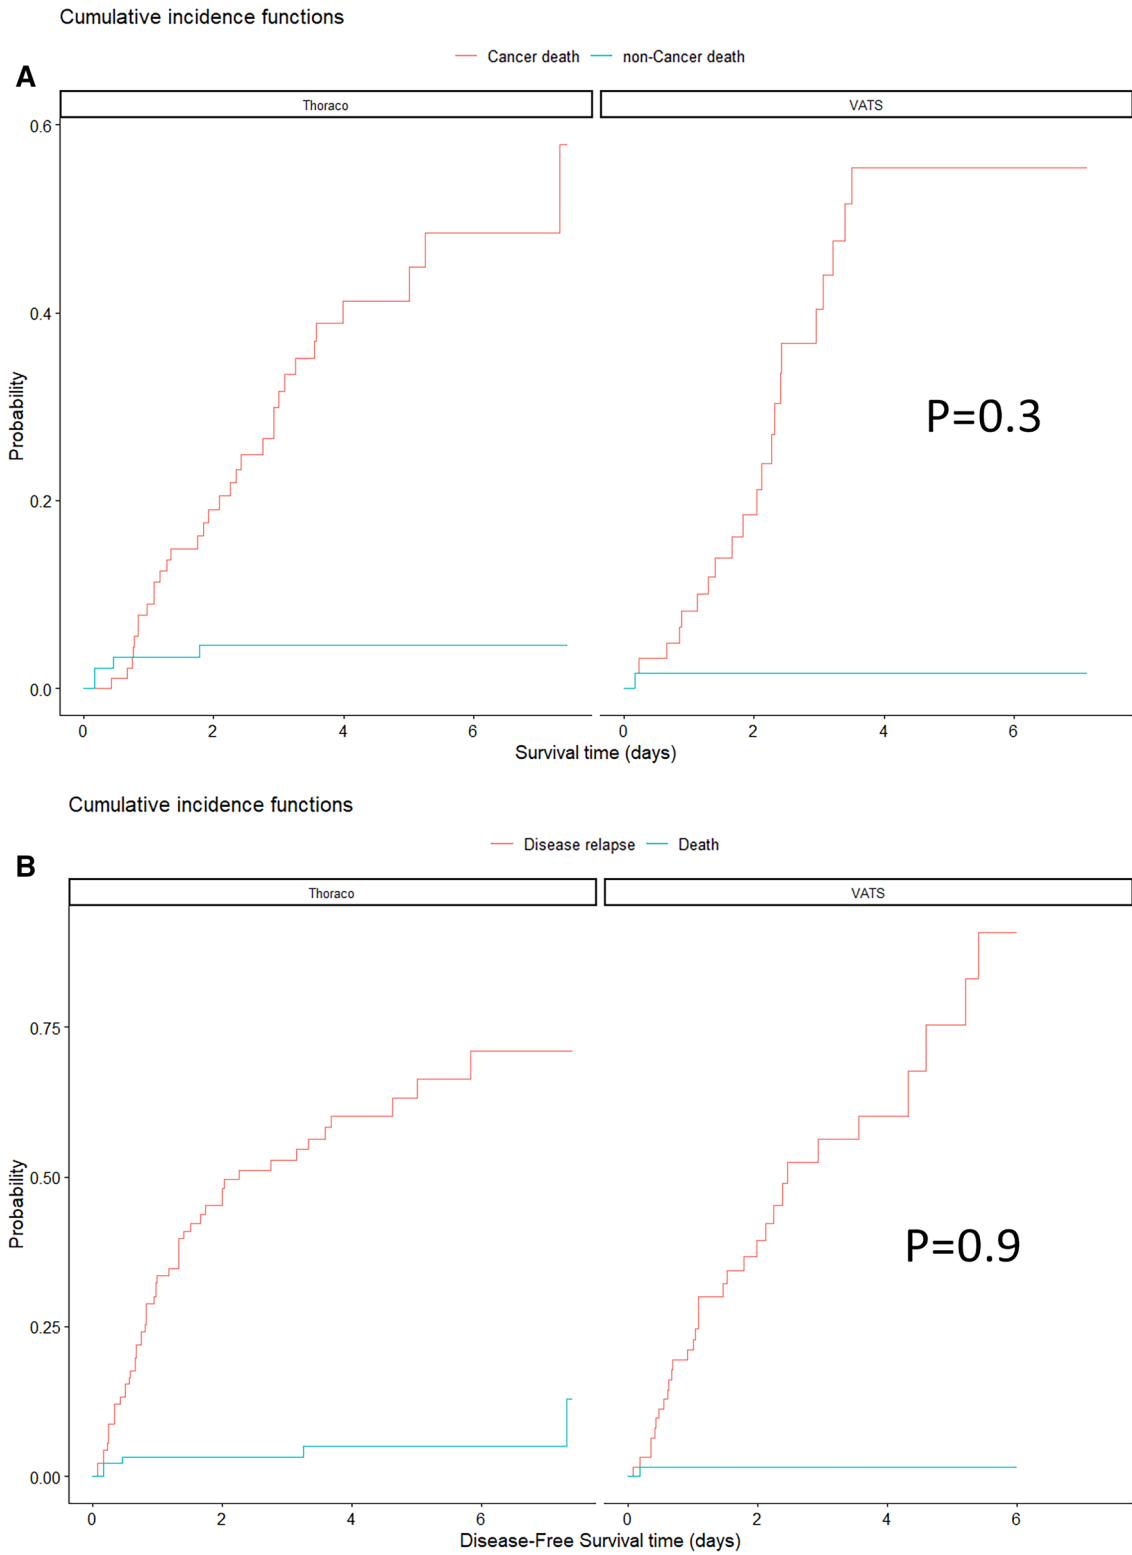 Cumulative incidence functions
Cancer death non-Cancer death
A
Thoraco VATS
0.6
0.4
0.2
0.0
Probability
P=0.3
0 2 4 6 0 2 4 6
Survival time (days)
Cumulative incidence functions
Disease relapse Death
B
Thoraco VATS
0.75
0.50
0.25
0.00
Probability
P=0.9
0 2 4 6 0 2 4 6
Disease-Free Survival time (days)